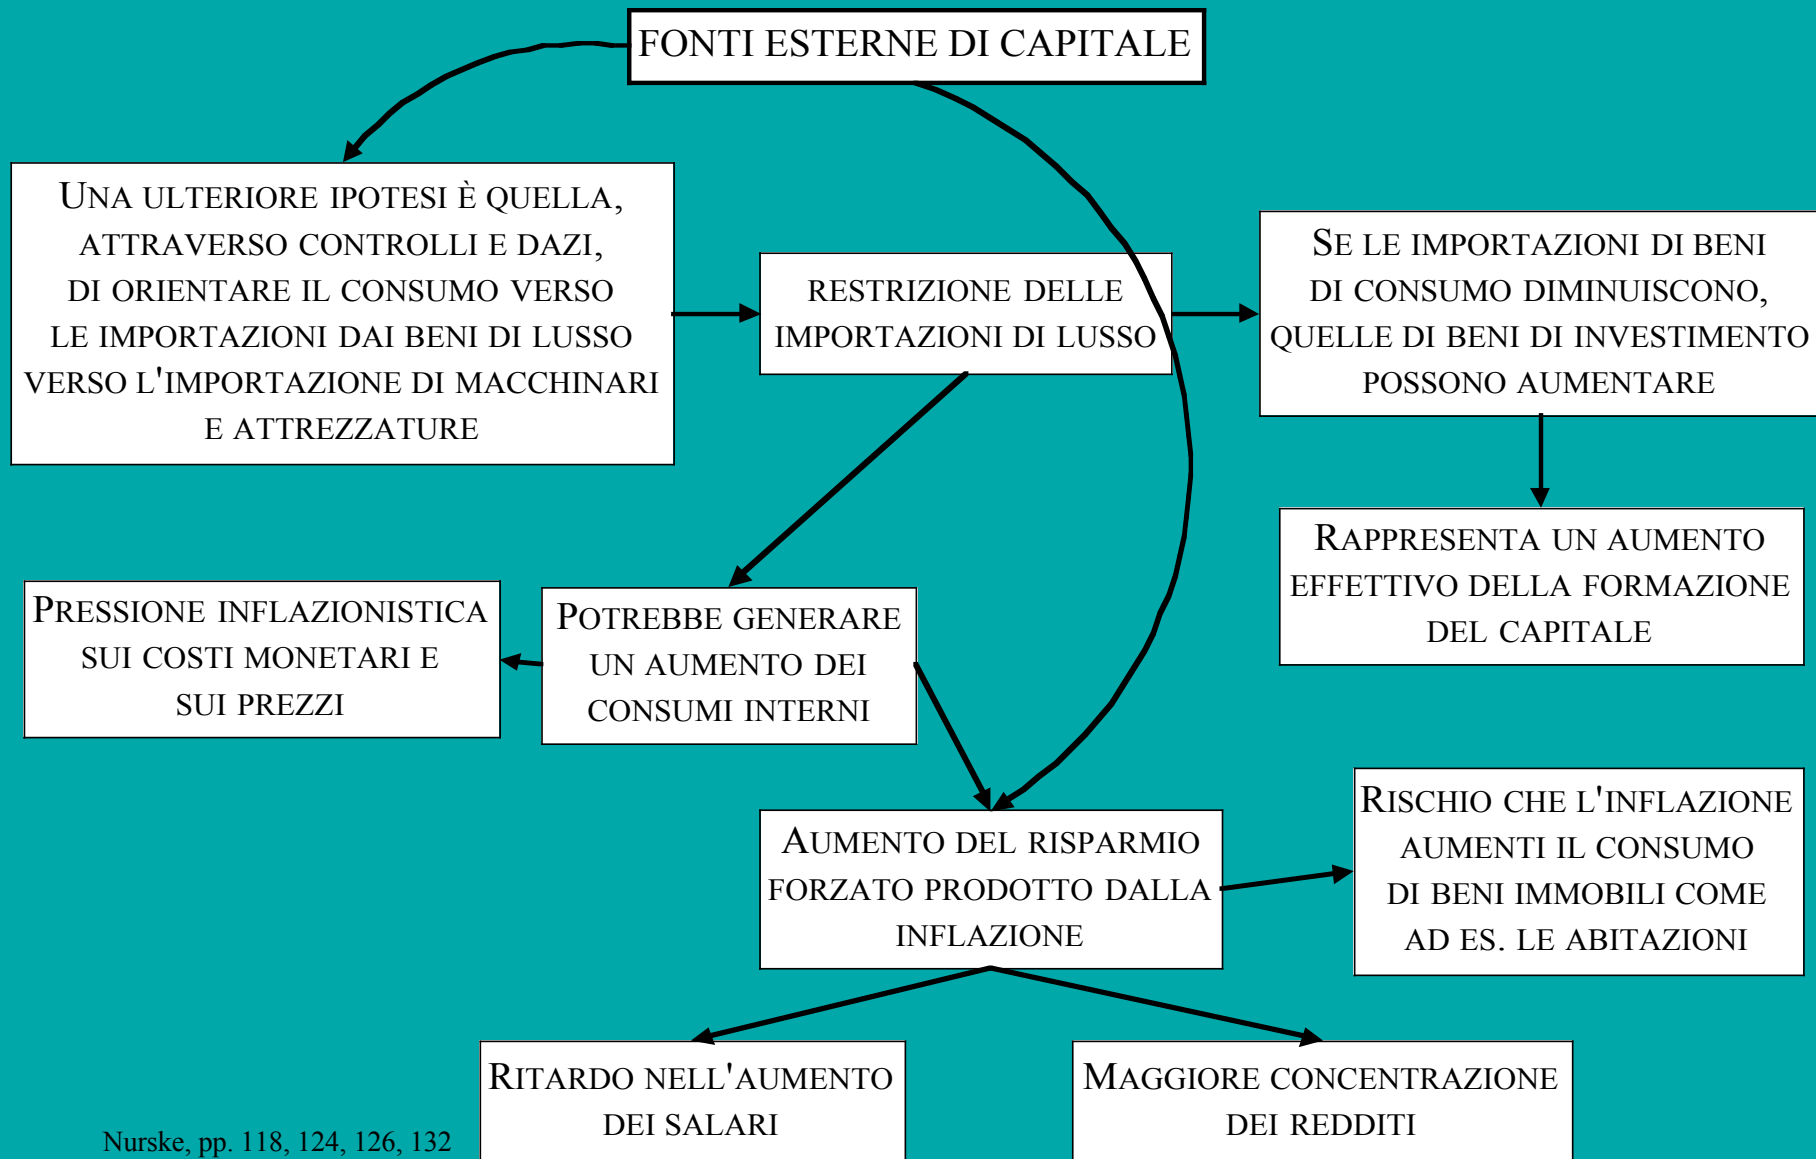 FONTI ESTERNE DI CAPITALE
UNA ULTERIORE IPOTESI È QUELLA,
ATTRAVERSO CONTROLLI E DAZI,
DI ORIENTARE IL CONSUMO VERSO
LE IMPORTAZIONI DAI BENI DI LUSSO
VERSO L'IMPORTAZIONE DI MACCHINARI
E ATTREZZATURE
RESTRIZIONE DELLE
IMPORTAZIONI DI LUSSO
SE LE IMPORTAZIONI DI BENI
DI CONSUMO DIMINUISCONO,
QUELLE DI BENI DI INVESTIMENTO
POSSONO AUMENTARE
RAPPRESENTA UN AUMENTO
EFFETTIVO DELLA FORMAZIONE
DEL CAPITALE
PRESSIONE INFLAZIONISTICA
SUI COSTI MONETARI E
SUI PREZZI
POTREBBE GENERARE
UN AUMENTO DEI
CONSUMI INTERNI
AUMENTO DEL RISPARMIO
FORZATO PRODOTTO DALLA
INFLAZIONE
RISCHIO CHE L'INFLAZIONE
AUMENTI IL CONSUMO
DI BENI IMMOBILI COME
AD ES. LE ABITAZIONI
RITARDO NELL'AUMENTO
DEI SALARI
MAGGIORE CONCENTRAZIONE
DEI REDDITI
Nurske, pp. 118, 124, 126, 132